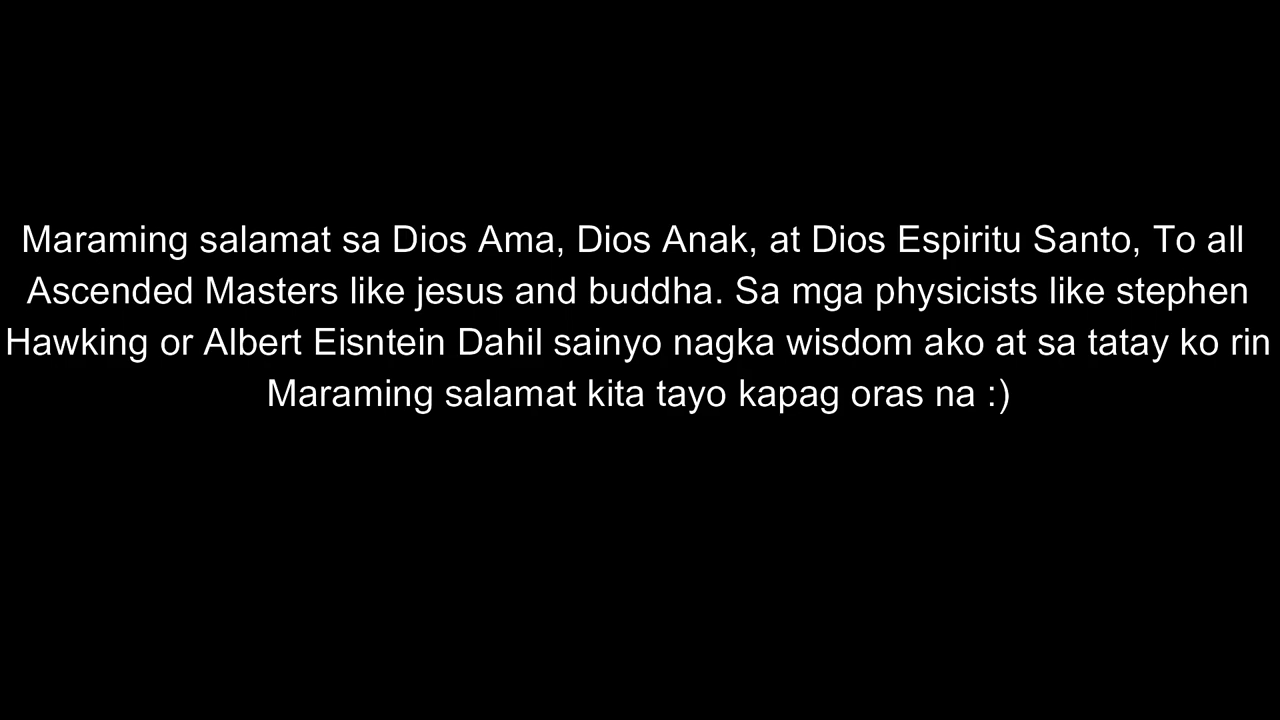 Maraming salamat sa Dios Ama, Dios Anak, at Dios Espiritu Santo, To all
Ascended Masters like jesus and buddha. Sa mga physicists like stephen
Hawking or Albert Eisntein Dahil sainyo nagka wisdom ako at sa tatay ko rin
Maraming salamat kita tayo kapag oras na :)